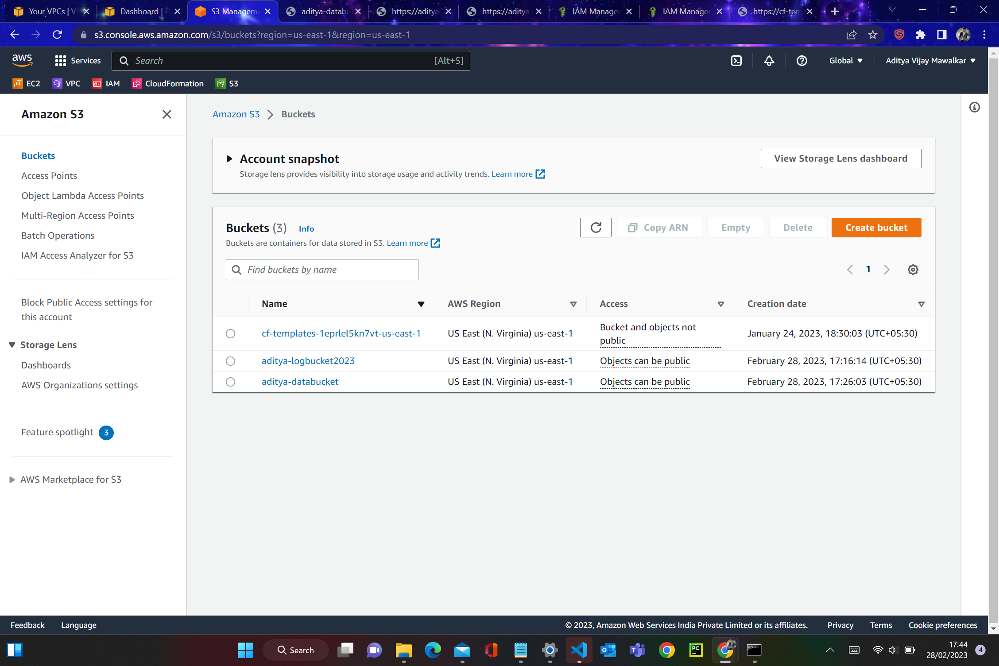 Your VPCs | V
Dashboard | E
S3 Managem
aditya-datab
https://aditya
https://aditya
IAM Manage
IAM Manage
https://cf-tem
s3.console.aws.amazon.com/s3/buckets?region=us-east-1&region=us-east-1
aws
Services
Search
[Alt+S]
Global
Aditya Vijay Mawalkar
EC2
VPC
IAM
CloudFormation
S3
Amazon S3
Buckets
Access Points
Object Lambda Access Points
Multi-Region Access Points
Batch Operations
IAM Access Analyzer for S3
Block Public Access settings for
this account
Storage Lens
Dashboards
AWS Organizations settings
Feature spotlight 3
AWS Marketplace for S3
Amazon S3 > Buckets
Account snapshot
Storage lens provides visibility into storage usage and activity trends. Learn more
View Storage Lens dashboard
Buckets (3) Info
Buckets are containers for data stored in S3. Learn more
Copy ARN
Empty
Delete
Create bucket
Find buckets by name
1
Name AWS Region Access Creation date
cf-templates-1eprlel5kn7vt-us-east-1 US East (N. Virginia) us-east-1 Bucket and objects not
public January 24, 2023, 18:30:03 (UTC+05:30)
aditya-logbucket2023 US East (N. Virginia) us-east-1 Objects can be public February 28, 2023, 17:16:14 (UTC+05:30)
aditya-databucket US East (N. Virginia) us-east-1 Objects can be public February 28, 2023, 17:26:03 (UTC+05:30)
Feedback
Language
© 2023, Amazon Web Services India Private Limited or its affiliates.
Privacy
Terms
Cookie preferences
Search
PC
17:44
28/02/2023
4